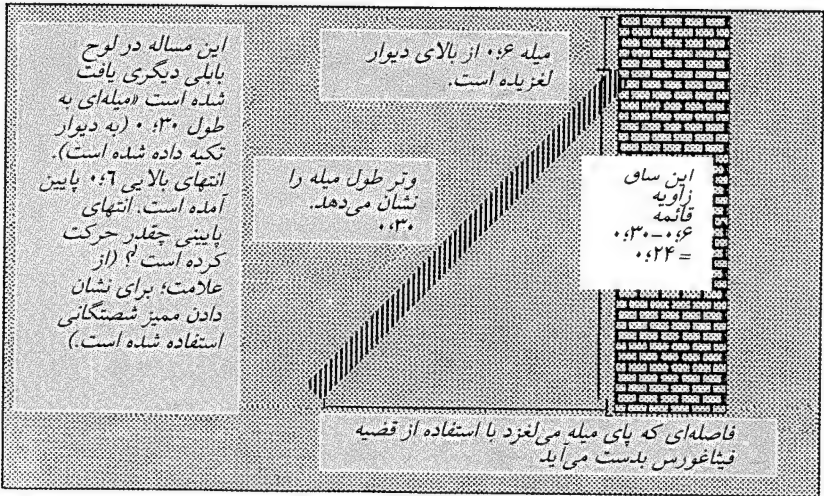 این مساله در لوح
بابلی دیگری یافت
شده است «میله‌ای به
طول ۰؛۳۰ (به دیوار
تکیه داده شده است).
انتهای بالایی ۰؛۶ پایین
آمده است. انتهای
پایینی چقدر حرکت
کرده است؟ (از
علامت؛ برای نشان
دادن ممیز شصتگانی
استفاده شده است.)
میله ۰؛۶ از بالای دیوار
لغزیده است.
وتر طول میله را
نشان می‌دهد.
۰؛۳۰
این ساق
زاویه
قائمه
۰؛۳۰-۰؛۶
= ۰؛۲۴
فاصله‌ای که پای میله می‌لغزد با استفاده از قضیه
فیثاغورس بدست می‌آید